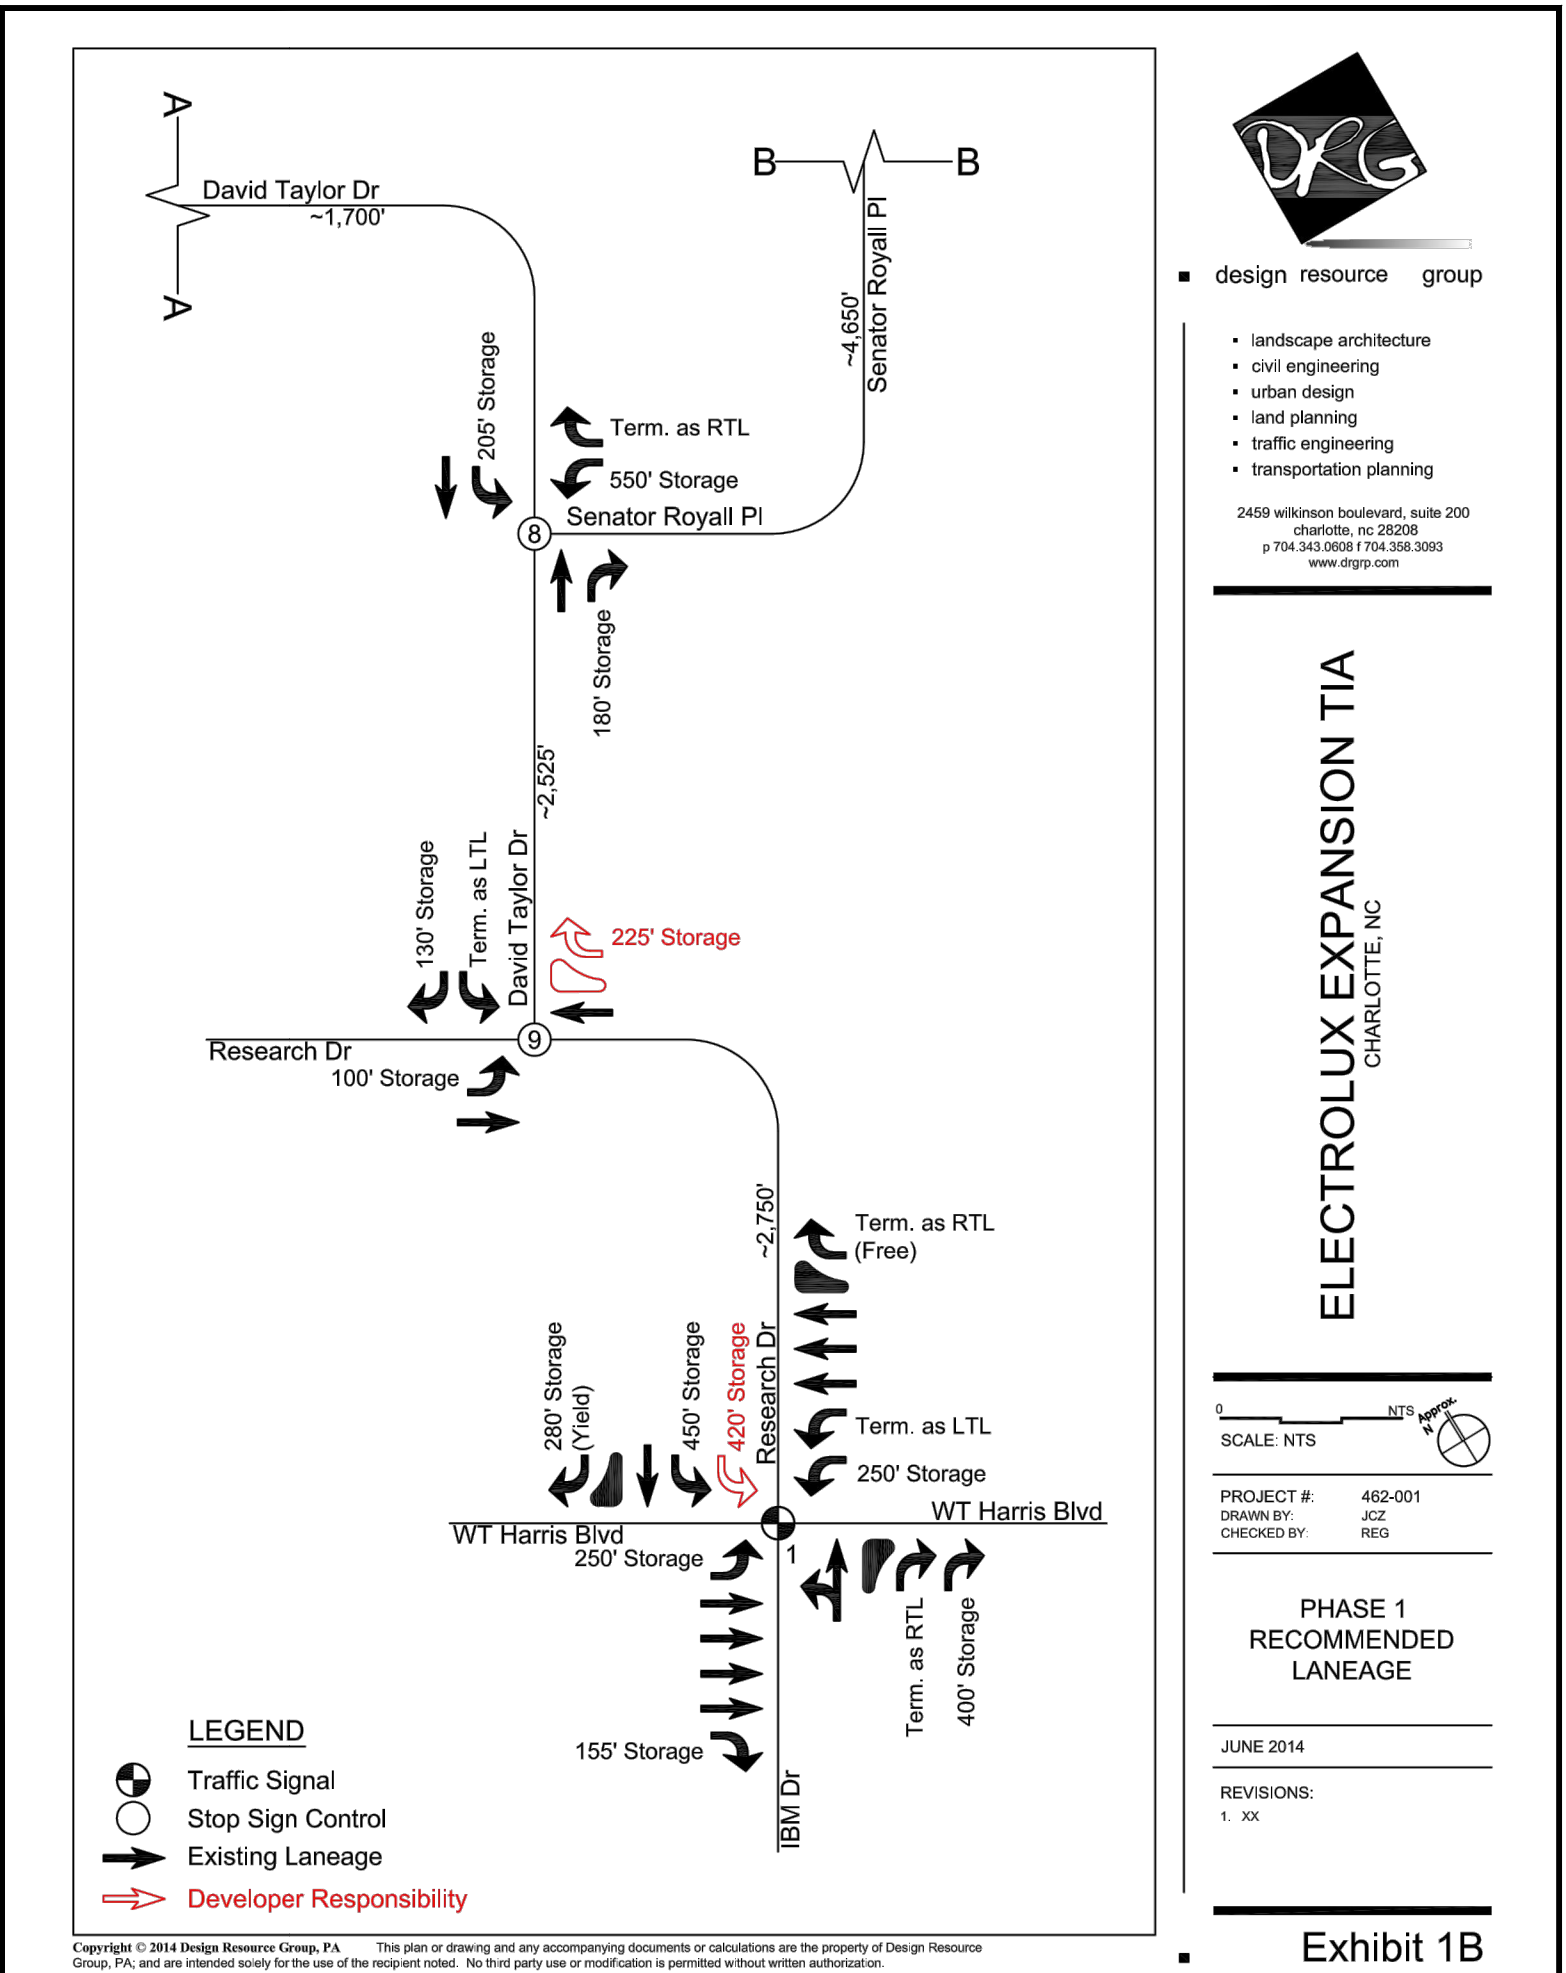 A
David Taylor Dr
~1,700'
A
B
B
Senator Royall Pl
~4,650'
205' Storage
Term. as RTL
550' Storage
Senator Royall Pl
8
180' Storage
~2,525'
David Taylor Dr
130' Storage
Term. as LTL
225' Storage
9
Research Dr
100' Storage
~2,750'
Research Dr
Term. as RTL
(Free)
280' Storage
(Yield)
450' Storage
420' Storage
Term. as LTL
250' Storage
WT Harris Blvd
WT Harris Blvd
250' Storage
1
Term. as RTL
400' Storage
155' Storage
IBM Dr
LEGEND
Traffic Signal
Stop Sign Control
Existing Laneage
Developer Responsibility
Copyright © 2014 Design Resource Group, PA This plan or drawing and any accompanying documents or calculations are the property of Design Resource
Group, PA; and are intended solely for the use of the recipient noted. No third party use or modification is permitted without written authorization.
DRG
design resource group
landscape architecture
civil engineering
urban design
land planning
traffic engineering
transportation planning
2459 wilkinson boulevard, suite 200
charlotte, nc 28208
p 704.343.0608 f 704.358.3093
www.drgrp.com
ELECTROLUX EXPANSION TIA
CHARLOTTE, NC
0 NTS
SCALE: NTS
Approx.
N
PROJECT #: 462-001
DRAWN BY: JCZ
CHECKED BY: REG
PHASE 1
RECOMMENDED
LANEAGE
JUNE 2014
REVISIONS:
1. XX
Exhibit 1B